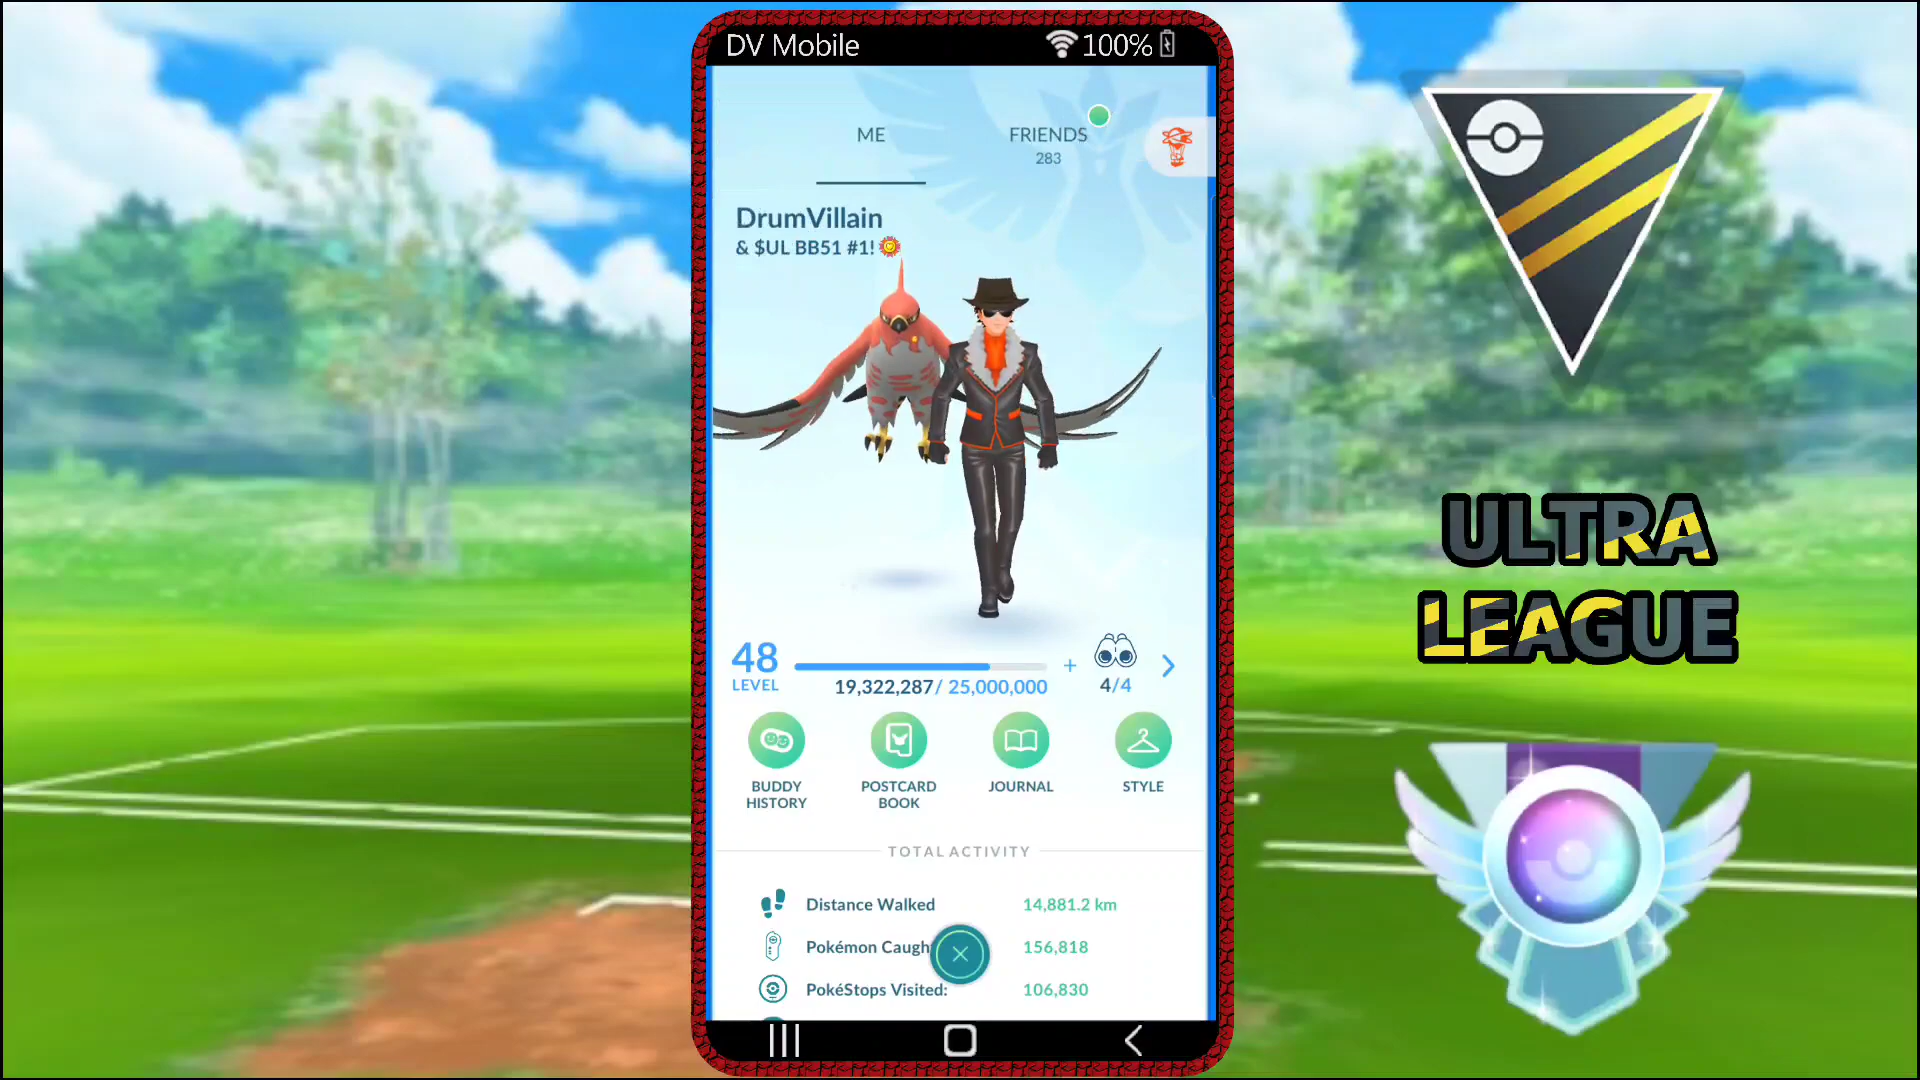 DV Mobile
100%
ME
FRIENDS
283
DrumVillain
& $UL BB51 #1!
48
LEVEL
19,322,287/ 25,000,000
+
4/4
BUDDY
HISTORY
POSTCARD
BOOK
JOURNAL
STYLE
TOTAL ACTIVITY
Distance Walked
14,881.2 km
Pokémon Caugh
156,818
PokéStops Visited:
106,830
ULTRA
LEAGUE